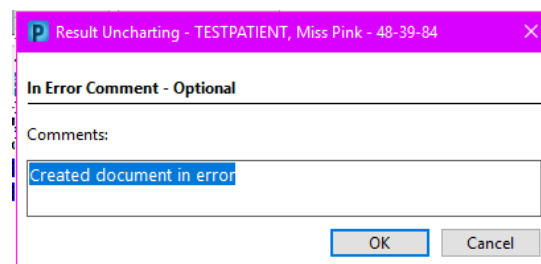 Result Uncharting - TESTPATIENT, Miss Pink - 48-39-84
In Error Comment - Optional
Comments:
Created document in error
OK Cancel